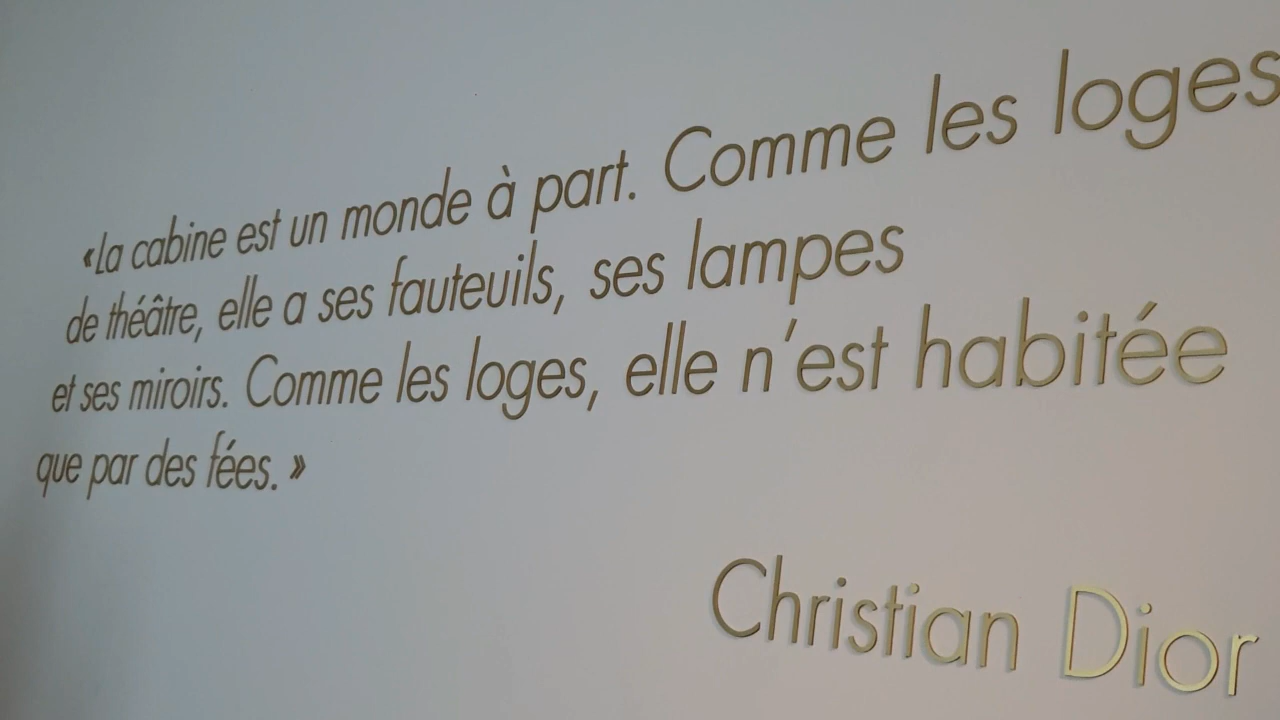 «La cabine est un monde à part. Comme les loges
de théâtre, elle a ses fauteuils, ses lampes
et ses miroirs. Comme les loges, elle n'est habitée
que par des fées. »
Christian Dior